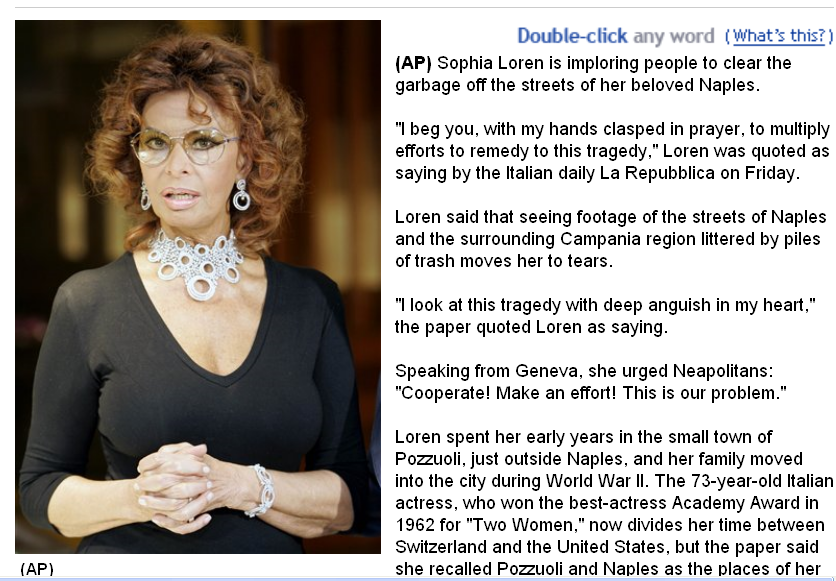 Double-click any word (What's this?)
(AP) Sophia Loren is imploring people to clear the
garbage off the streets of her beloved Naples.
"I beg you, with my hands clasped in prayer, to multiply
efforts to remedy to this tragedy," Loren was quoted as
saying by the Italian daily La Repubblica on Friday.
Loren said that seeing footage of the streets of Naples
and the surrounding Campania region littered by piles
of trash moves her to tears.
"I look at this tragedy with deep anguish in my heart,"
the paper quoted Loren as saying.
Speaking from Geneva, she urged Neapolitans:
"Cooperate! Make an effort! This is our problem."
Loren spent her early years in the small town of
Pozzuoli, just outside Naples, and her family moved
into the city during World War II. The 73-year-old Italian
actress, who won the best-actress Academy Award in
1962 for "Two Women," now divides her time between
Switzerland and the United States, but the paper said
she recalled Pozzuoli and Naples as the places of her
(AP)